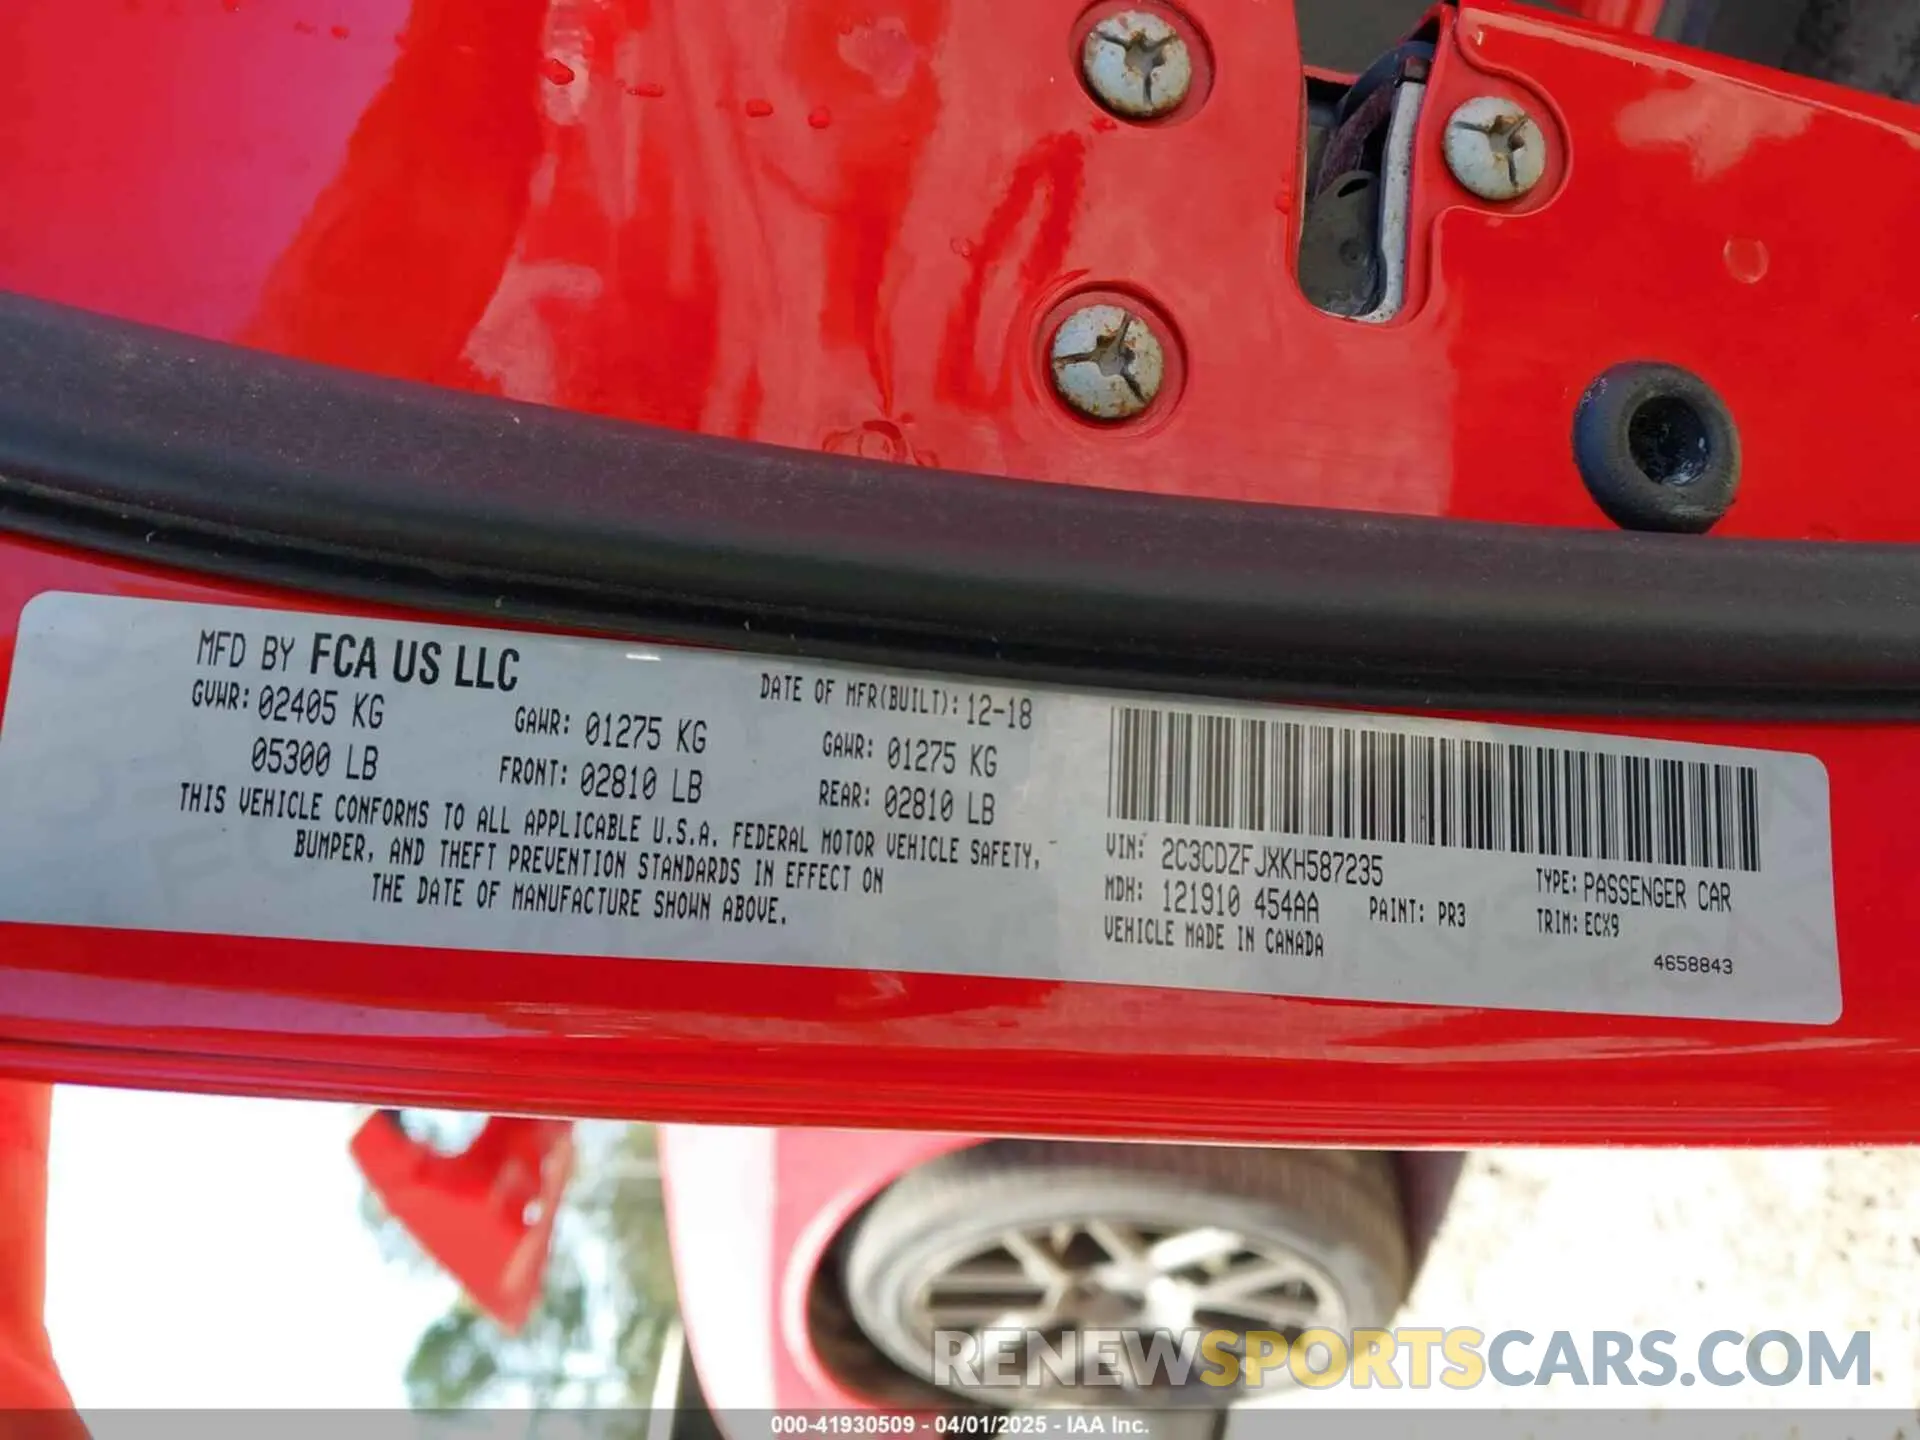 MFD BY FCA US LLC
DATE OF MFR(BUILT): 12-18
GVWR: 02405 KG GAWR: 01275 KG GAWR: 01275 KG
05300 LB FRONT: 02810 LB REAR: 02810 LB
THIS VEHICLE CONFORMS TO ALL APPLICABLE U.S.A. FEDERAL MOTOR VEHICLE SAFETY,
BUMPER, AND THEFT PREVENTION STANDARDS IN EFFECT ON
THE DATE OF MANUFACTURE SHOWN ABOVE.
VIN: 2C3CDZFJXKH587235 TYPE: PASSENGER CAR
MDH: 121910 454AA PAINT: PR3 TRIM: ECX9
VEHICLE MADE IN CANADA
4658843
RENEWSPORTSCARS.COM
000-41930509 - 04/01/2025 - IAA Inc.